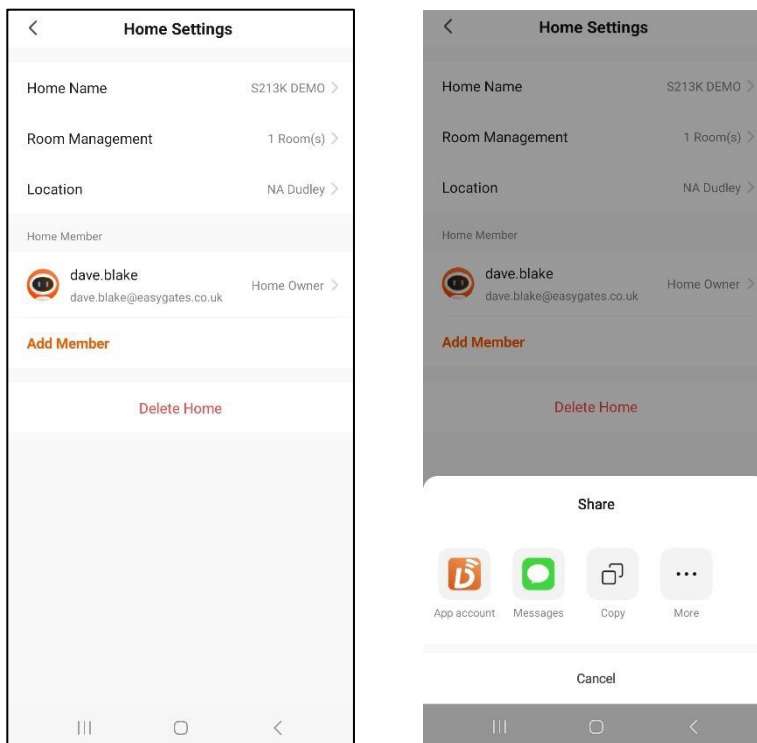 Home Settings
Home Name S213K DEMO
Room Management 1 Room(s)
Location NA Dudley
Home Member
dave.blake
dave.blake@easygates.co.uk
Home Owner
Add Member
Delete Home
Home Settings
Home Name S213K DEMO
Room Management 1 Room(s)
Location NA Dudley
Home Member
dave.blake
dave.blake@easygates.co.uk
Home Owner
Add Member
Delete Home
Share
App account Messages Copy More
Cancel